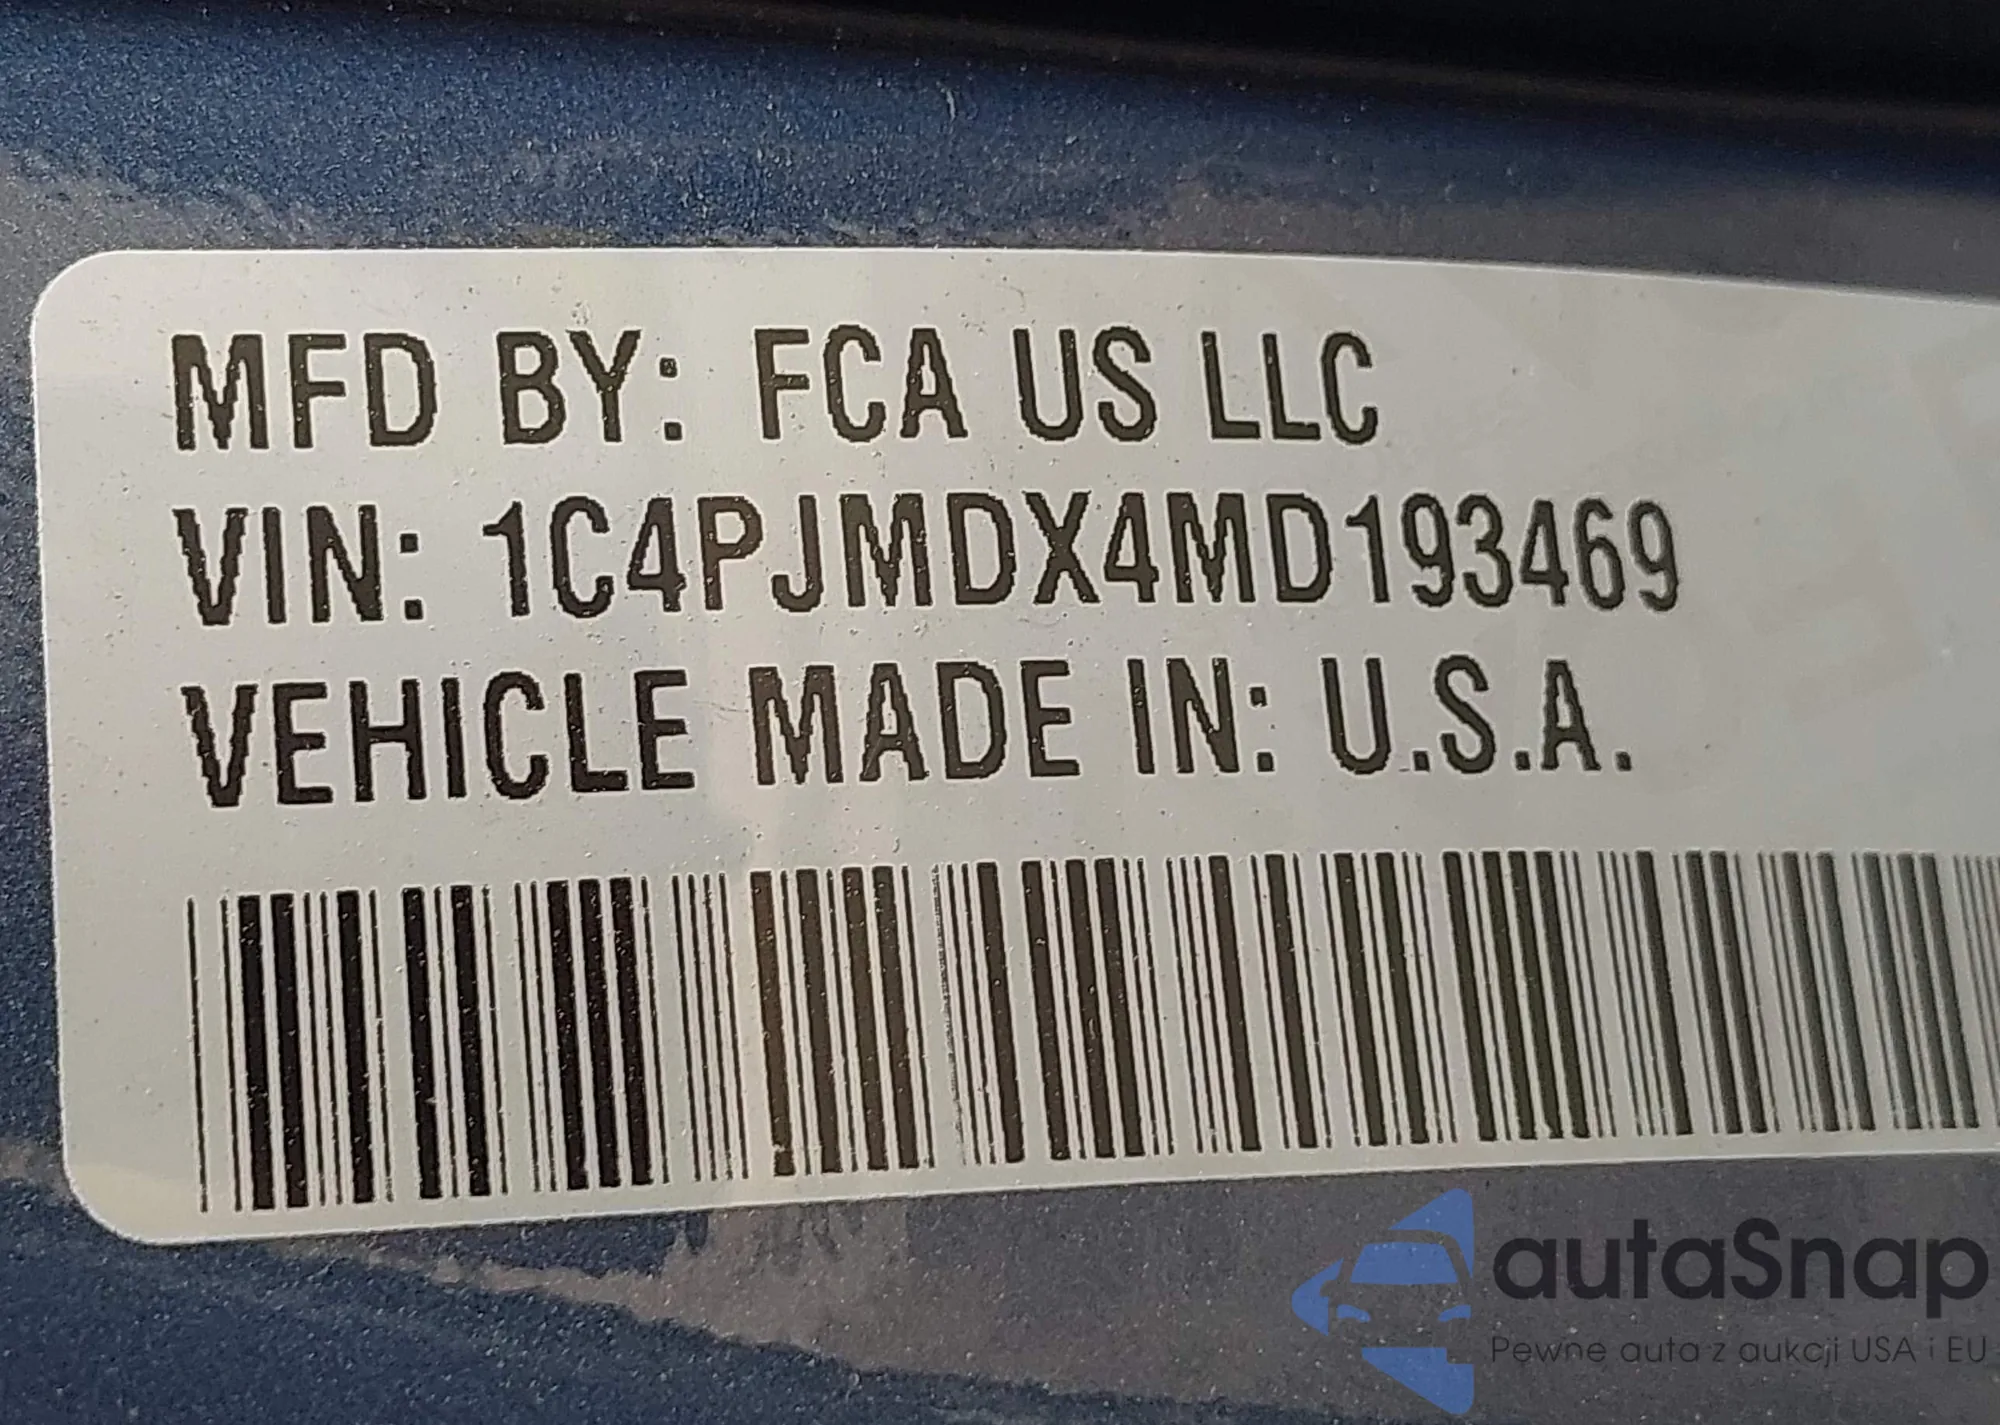 MFD BY: FCA US LLC
VIN: 1C4PJMDX4MD193469
VEHICLE MADE IN: U.S.A.
autaSnap
Pewne auta z aukcji USA i EU